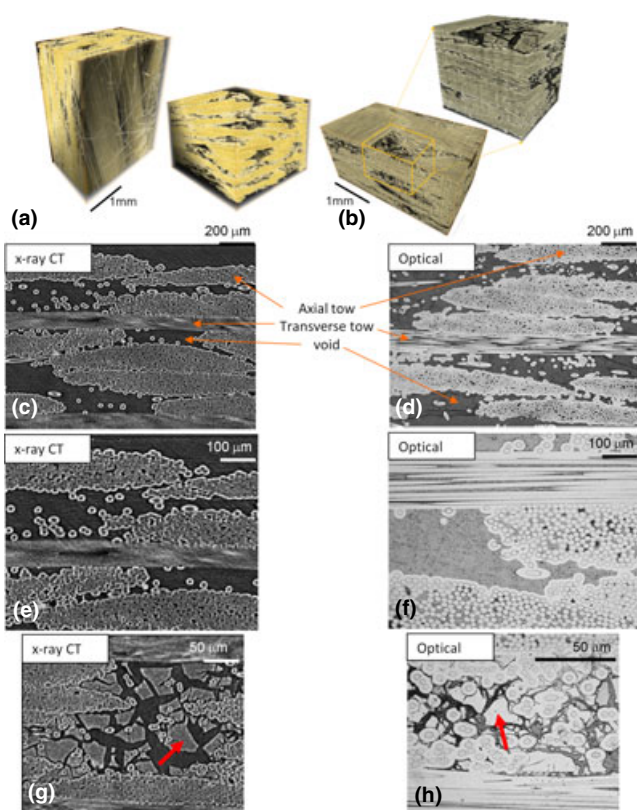 1mm
(a)
1mm
(b)
200 μm
x-ray CT
200 μm
Optical
Axial tow
Transverse tow
void
(c)
(d)
x-ray CT
100 μm
Optical
100 μm
(e)
(f)
x-ray CT
50 μm
Optical
50 μm
(g)
(h)